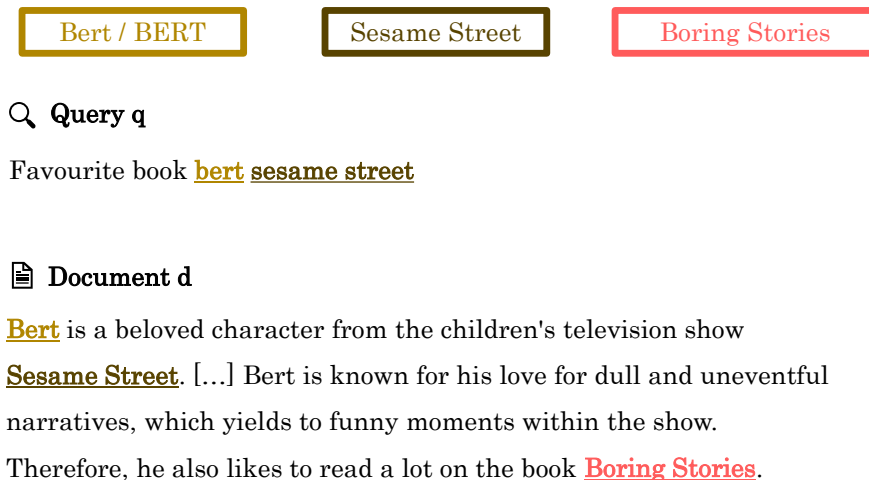 Bert / BERT Sesame Street Boring Stories
Query q
Favourite book bert sesame street
Document d
Bert is a beloved character from the children's television show
Sesame Street. […] Bert is known for his love for dull and uneventful
narratives, which yields to funny moments within the show.
Therefore, he also likes to read a lot on the book Boring Stories.